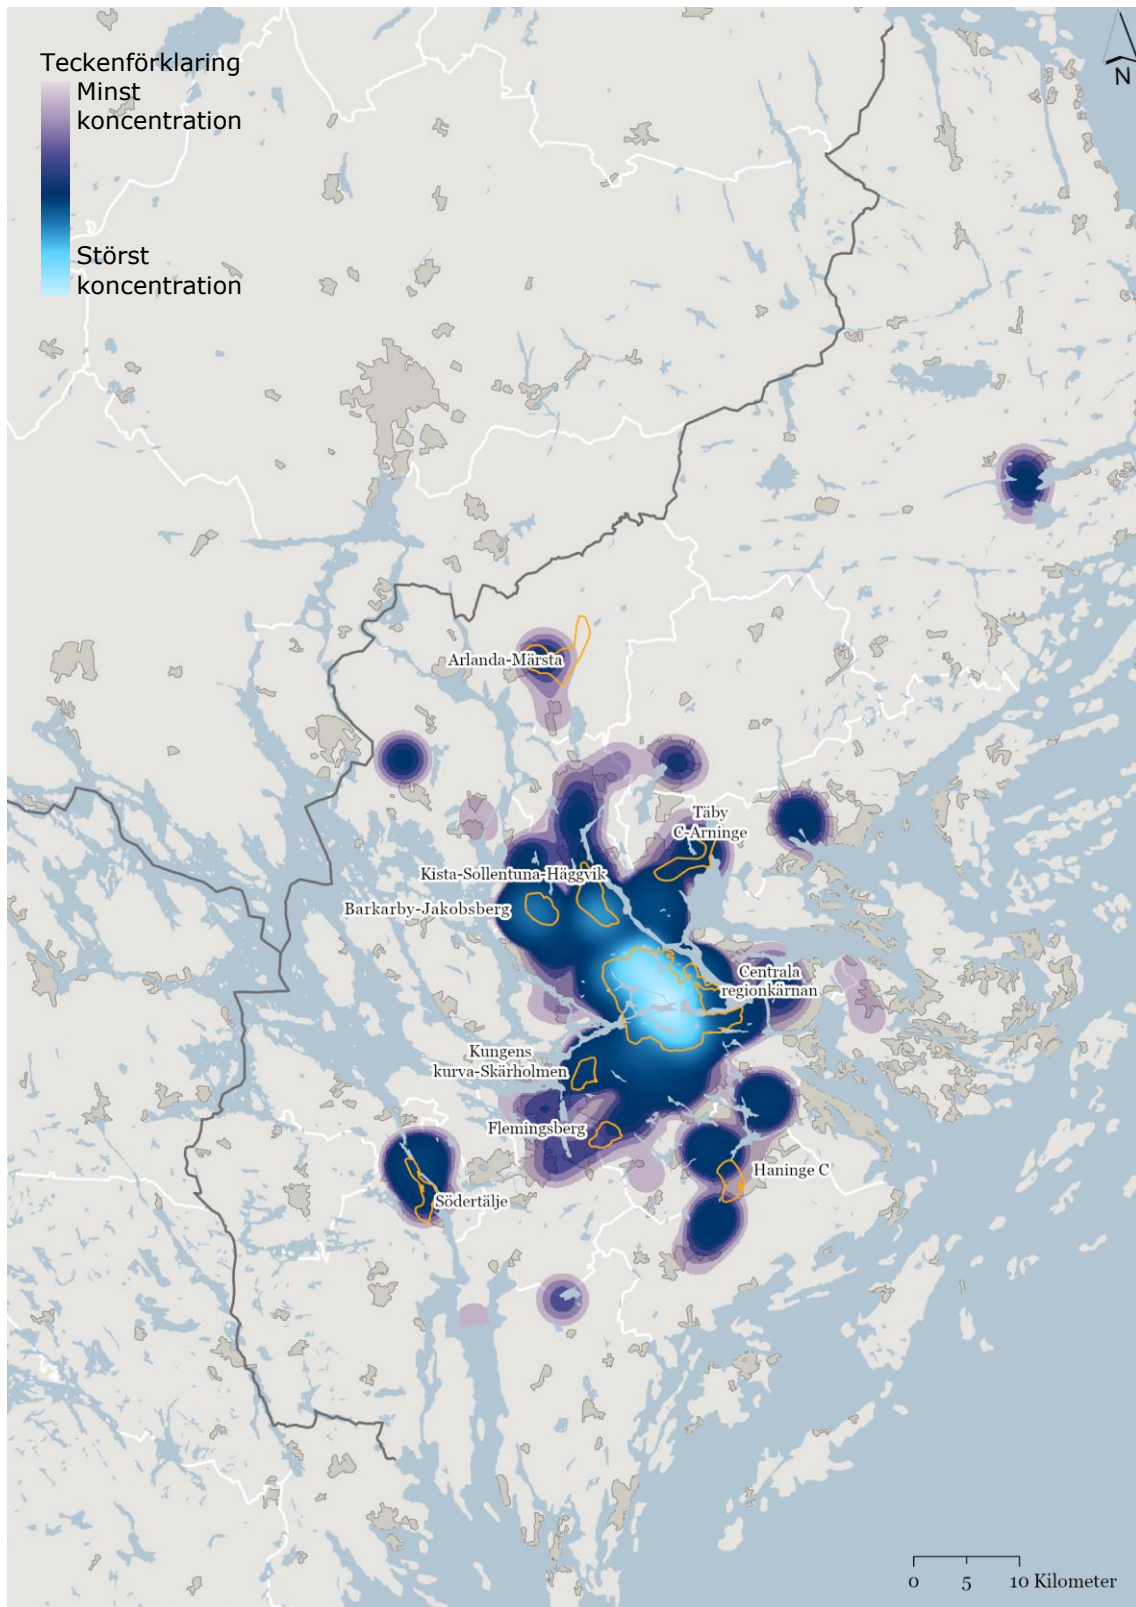 Teckenförklaring
Minst
koncentration
Störst
koncentration
N
Arlanda-Märsta
Täby
C-Arninge
Kista-Sollentuna-Häggvik
Barkarby-Jakobsberg
Centrala
regionkärnan
Kungens
kurva-Skärholmen
Flemingsberg
Haninge C
Södertälje
0 5 10 Kilometer